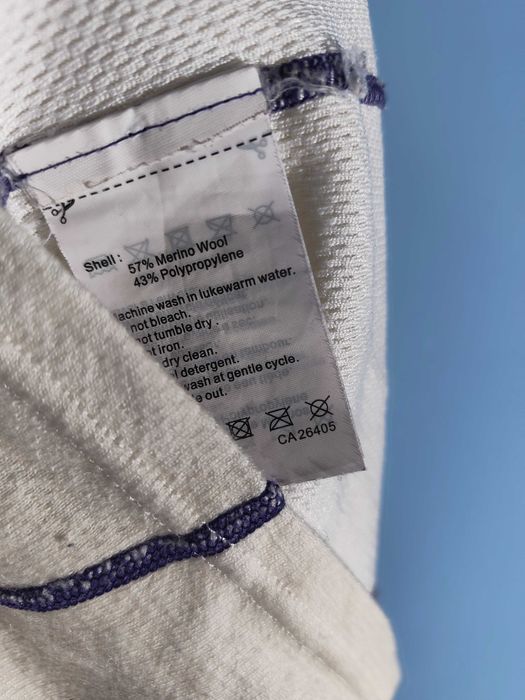 Shell : 57% Merino Wool
43% Polypropylene
achine wash in lukewarm water.
not bleach.
not tumble dry .
t iron.
dry clean.
l detergent.
wash at gentle cycle.
e out.
CA 26405